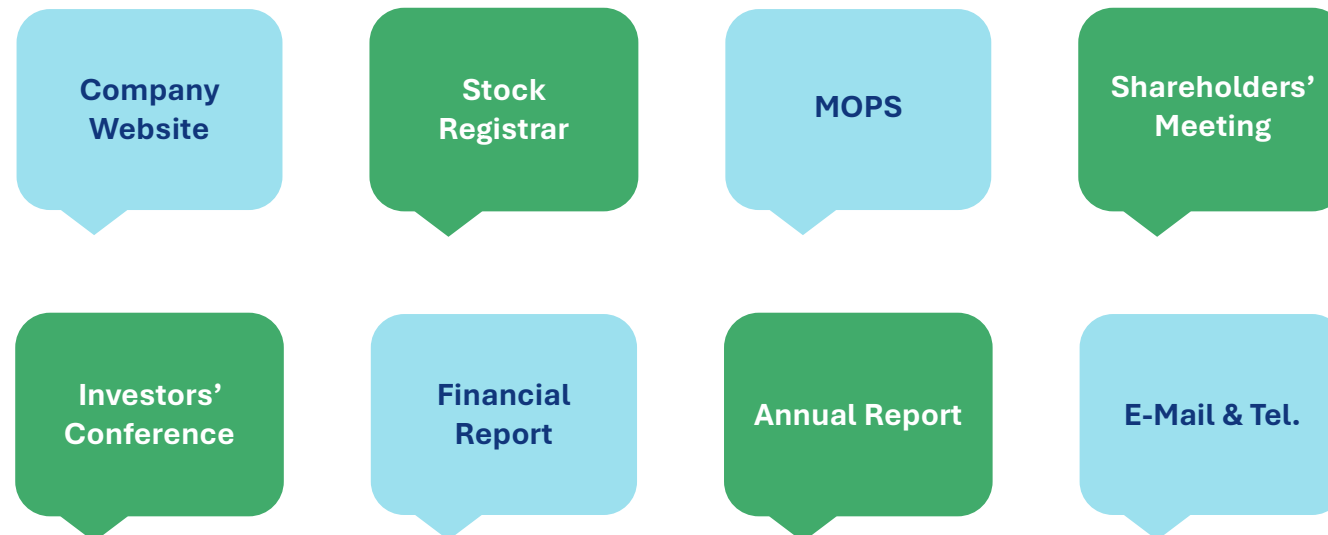 Company
Website
Stock
Registrar
MOPS
Shareholders’
Meeting
Investors’
Conference
Financial
Report
Annual Report
E-Mail & Tel.